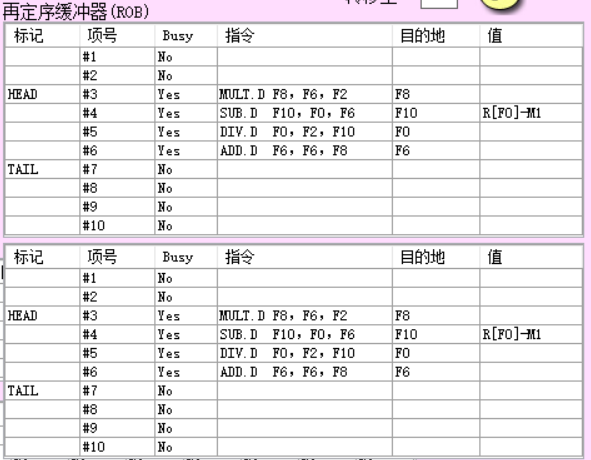 再定序缓冲器(ROB)
标记 项号 Busy 指令 目的地 值
#1 No
#2 No
HEAD #3 Yes MULT.D F8, F6, F2 F8
#4 Yes SUB.D F10, F0, F6 F10 R[F0]-M1
#5 Yes DIV.D F0, F2, F10 F0
#6 Yes ADD.D F6, F6, F8 F6
TAIL #7 No
#8 No
#9 No
#10 No
标记 项号 Busy 指令 目的地 值
#1 No
#2 No
HEAD #3 Yes MULT.D F8, F6, F2 F8
#4 Yes SUB.D F10, F0, F6 F10 R[F0]-M1
#5 Yes DIV.D F0, F2, F10 F0
#6 Yes ADD.D F6, F6, F8 F6
TAIL #7 No
#8 No
#9 No
#10 No